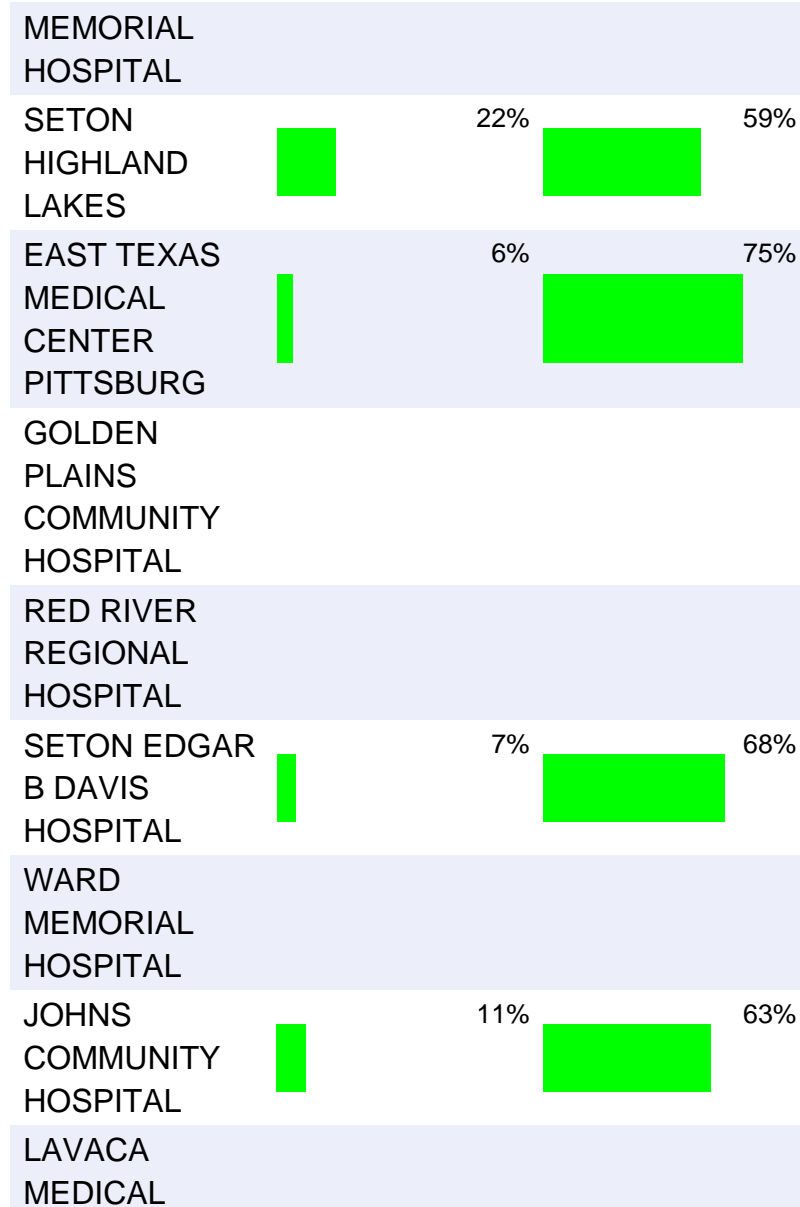 MEMORIAL
HOSPITAL
SETON 22% 59%
HIGHLAND
LAKES
EAST TEXAS 6% 75%
MEDICAL
CENTER
PITTSBURG
GOLDEN
PLAINS
COMMUNITY
HOSPITAL
RED RIVER
REGIONAL
HOSPITAL
SETON EDGAR 7% 68%
B DAVIS
HOSPITAL
WARD
MEMORIAL
HOSPITAL
JOHNS 11% 63%
COMMUNITY
HOSPITAL
LAVACA
MEDICAL